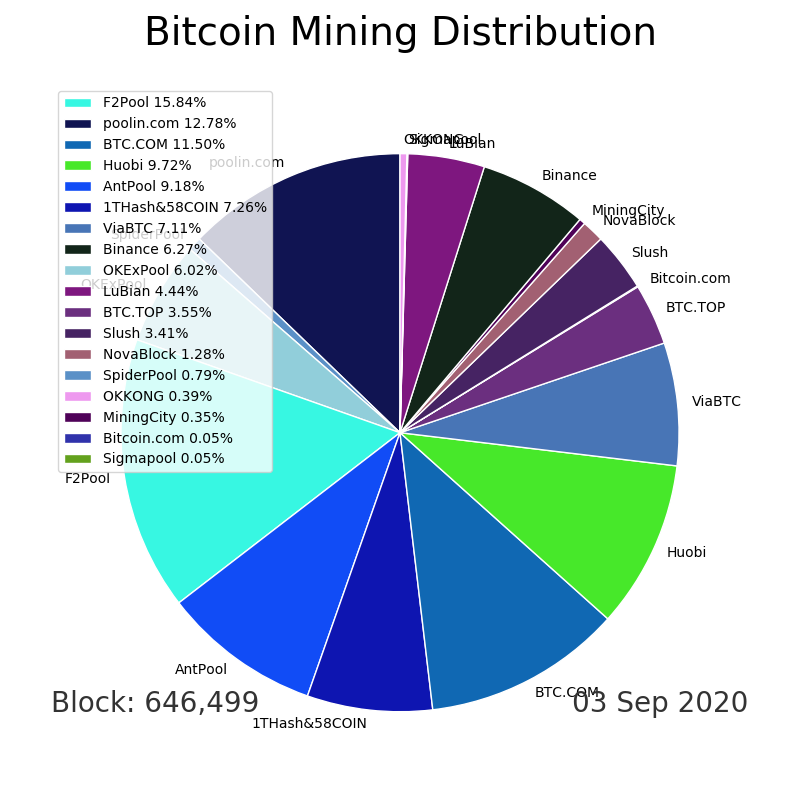 Bitcoin Mining Distribution
F2Pool 15.84%
poolin.com 12.78%
BTC.COM 11.50%
Huobi 9.72%
AntPool 9.18%
1THash&58COIN 7.26%
ViaBTC 7.11%
Binance 6.27%
OKExPool 6.02%
LuBian 4.44%
BTC.TOP 3.55%
Slush 3.41%
NovaBlock 1.28%
SpiderPool 0.79%
OKKONG 0.39%
MiningCity 0.35%
Bitcoin.com 0.05%
Sigmapool 0.05%
OKKONG
Sigmapool
LuBian
Binance
MiningCity
NovaBlock
Slush
Bitcoin.com
BTC.TOP
ViaBTC
Huobi
BTC.COM
1THash&58COIN
AntPool
F2Pool
OKExPool
SpiderPool
poolin.com
Block: 646,499
03 Sep 2020